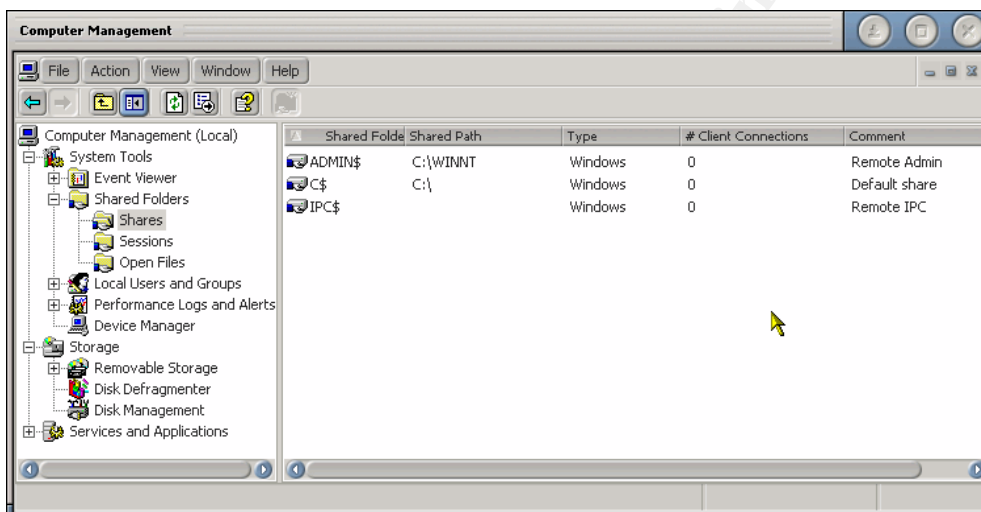 Computer Management
File Action View Window Help
Computer Management (Local)
System Tools
Event Viewer
Shared Folders
Shares
Sessions
Open Files
Local Users and Groups
Performance Logs and Alerts
Device Manager
Storage
Removable Storage
Disk Defragmenter
Disk Management
Services and Applications
Shared Folde Shared Path Type # Client Connections Comment
ADMIN$ C:\WINNT Windows 0 Remote Admin
C$ C:\ Windows 0 Default share
IPC$ Windows 0 Remote IPC